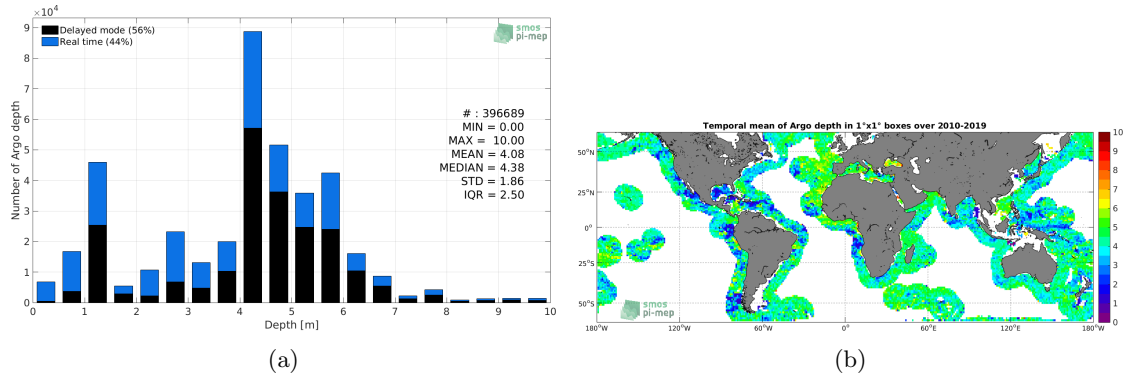 ×10⁴
Delayed mode (56%)
Real time (44%)
smos
pi-mep
9
8
7
6
5
4
3
2
1
0
Number of Argo depth
# : 396689
MIN = 0.00
MAX = 10.00
MEAN = 4.08
MEDIAN = 4.38
STD = 1.86
IQR = 2.50
0 1 2 3 4 5 6 7 8 9 10
Depth [m]
(a)
Temporal mean of Argo depth in 1°x1° boxes over 2010-2019
50°N
25°N
0°
25°S
50°S
smos
pi-mep
180°W 120°W 60°W 0° 60°E 120°E 180°W
10
9
8
7
6
5
4
3
2
1
0
(b)